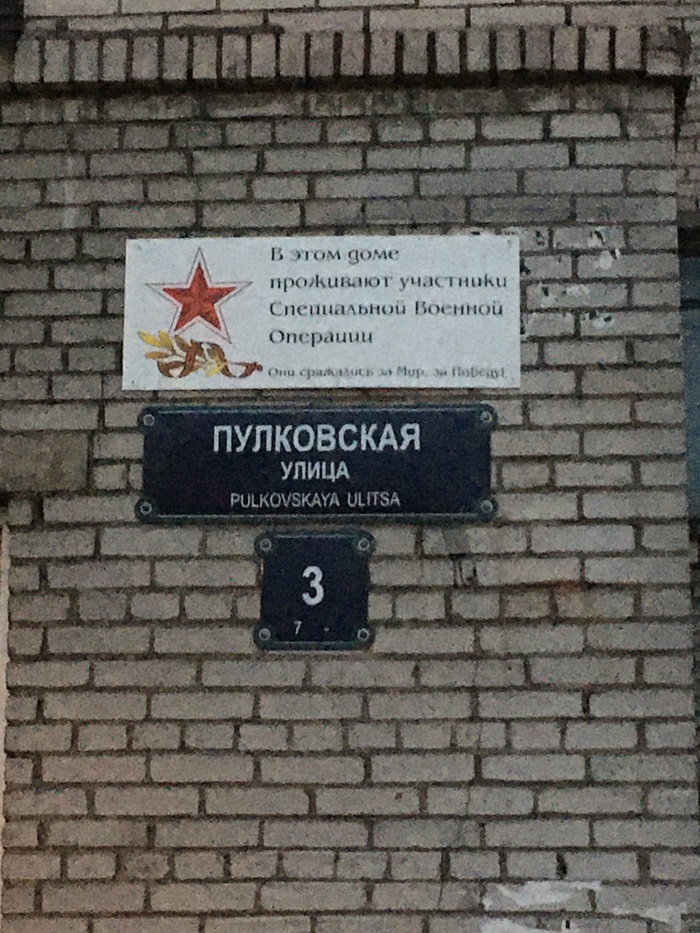 В этом доме
проживают участники
Специальной Военной
Операции
Они сражались за Мир, за Победу!
ПУЛКОВСКАЯ
УЛИЦА
PULKOVSKAYA ULITSA
3
7 -